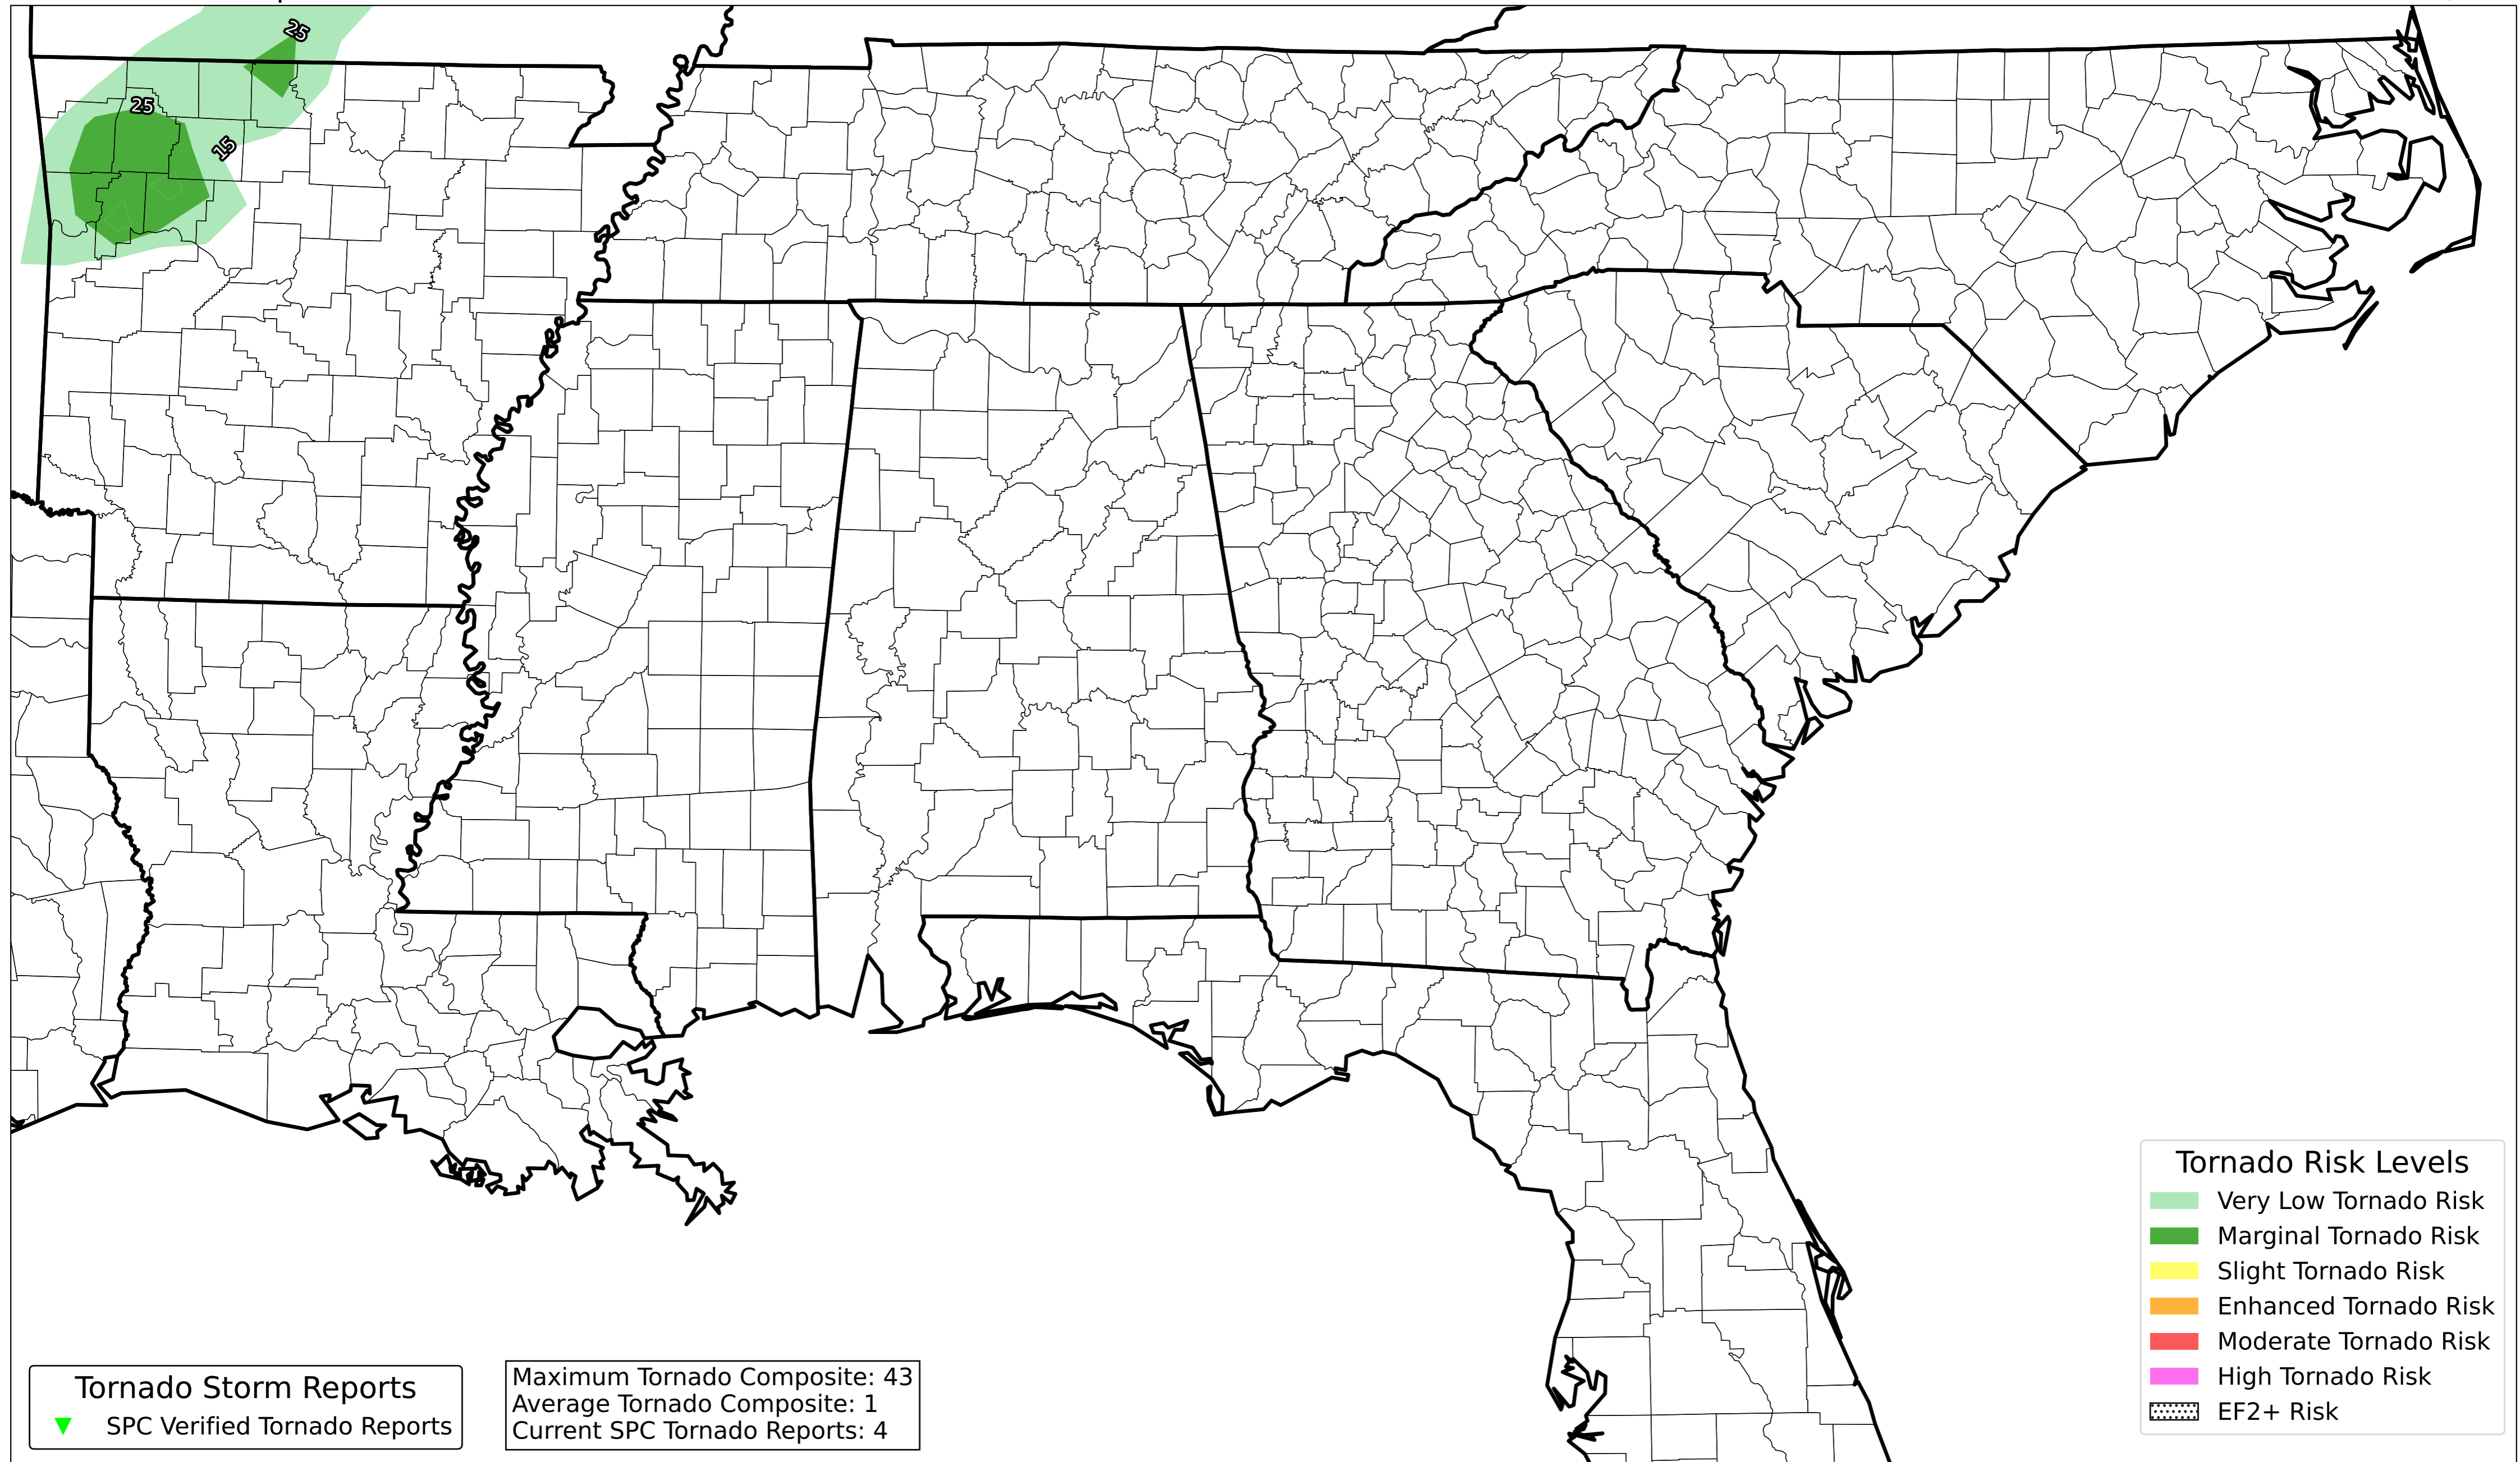 25
25
15
Tornado Storm Reports
SPC Verified Tornado Reports
Maximum Tornado Composite: 43
Average Tornado Composite: 1
Current SPC Tornado Reports: 4
Tornado Risk Levels
Very Low Tornado Risk
Marginal Tornado Risk
Slight Tornado Risk
Enhanced Tornado Risk
Moderate Tornado Risk
High Tornado Risk
EF2+ Risk